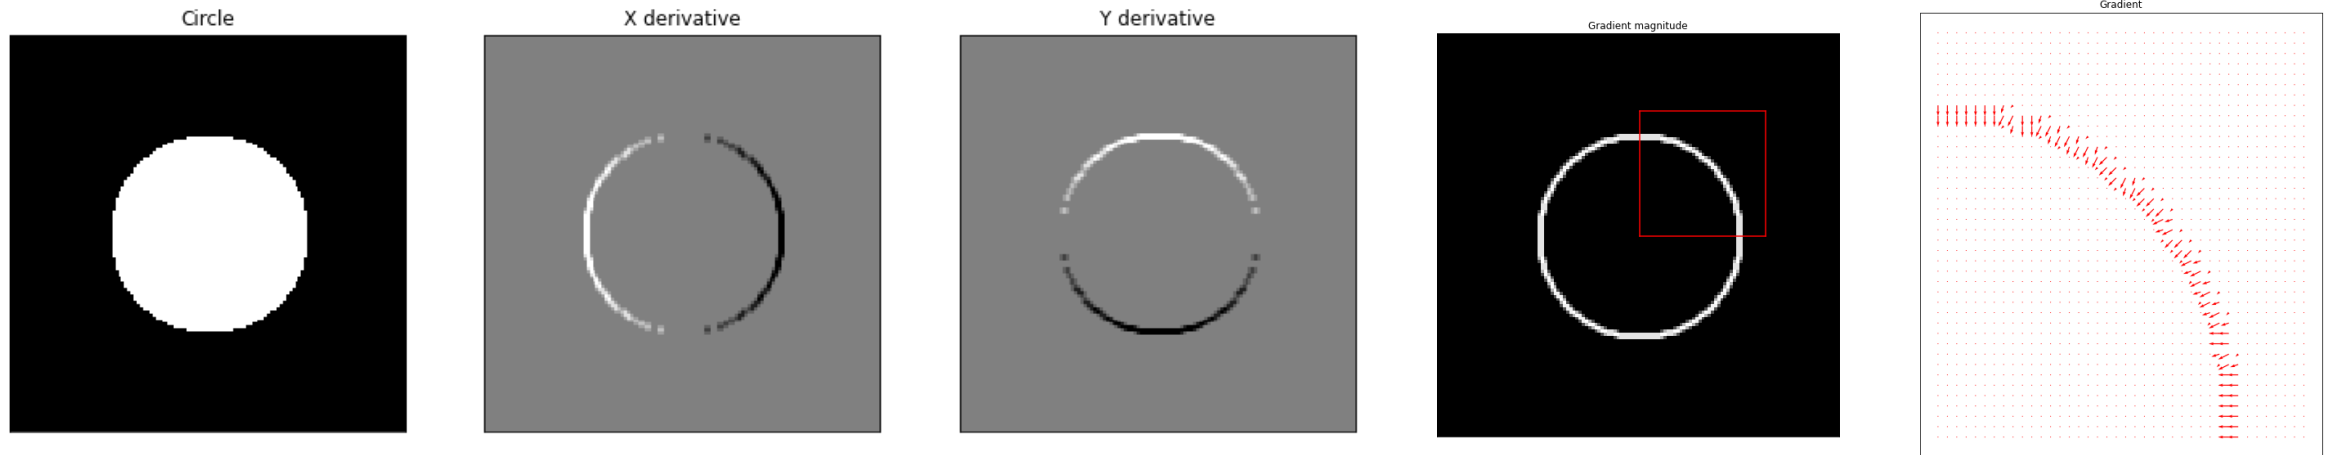 Circle
X derivative
Y derivative
Gradient magnitude
Gradient